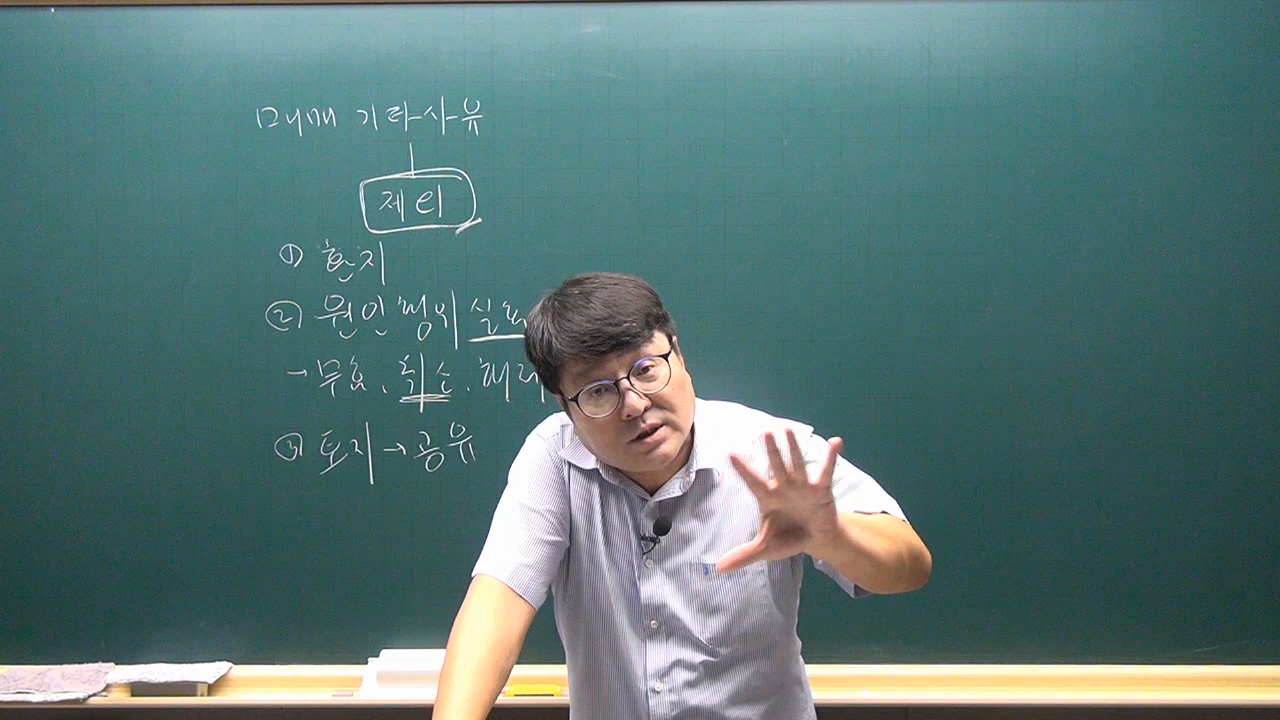 매매 기타사유
제외
① 환지
② 원인행위 실효
→ 무효, 취소, 해제
③ 토지 → 공유